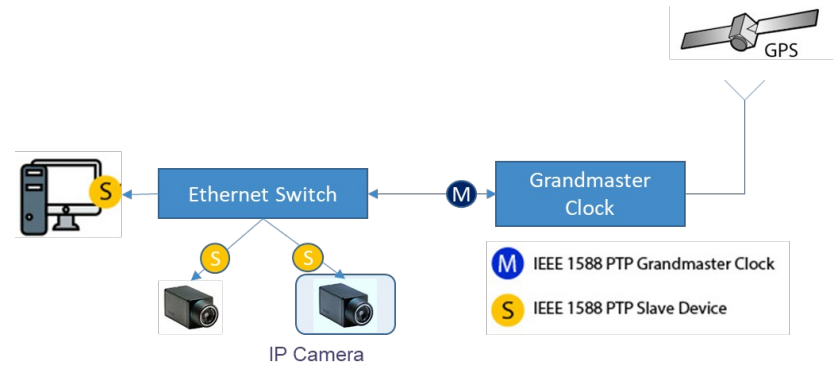 GPS
S
Ethernet Switch
M
Grandmaster
Clock
S
S
M IEEE 1588 PTP Grandmaster Clock
S IEEE 1588 PTP Slave Device
IP Camera